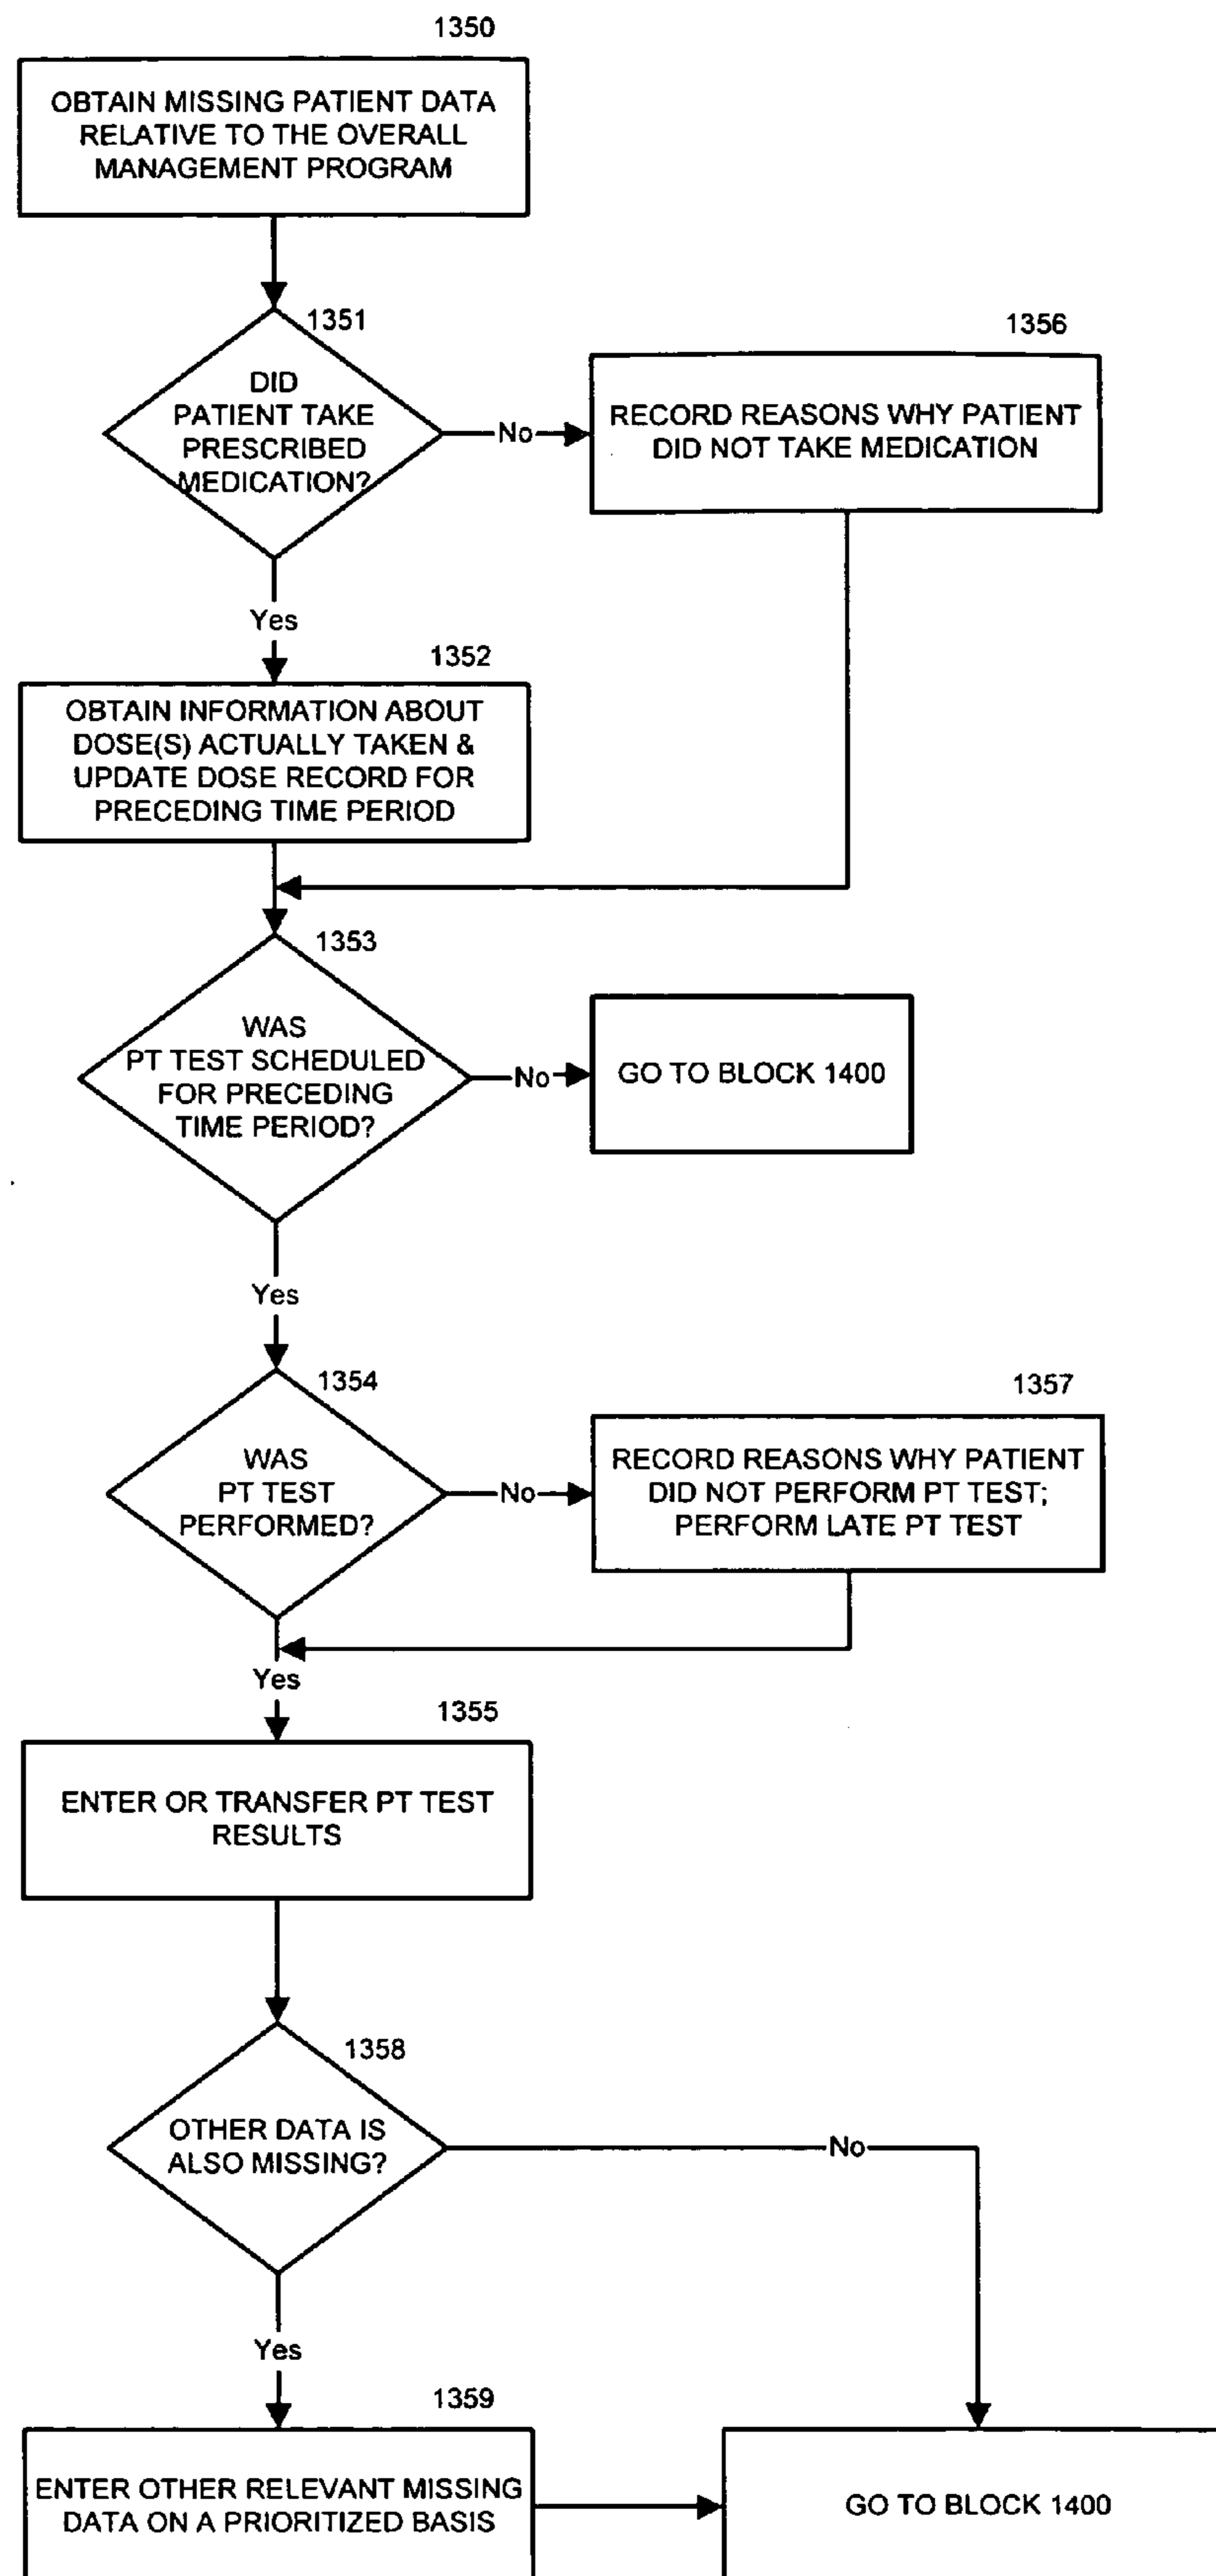 1350
OBTAIN MISSING PATIENT DATA
RELATIVE TO THE OVERALL
MANAGEMENT PROGRAM
1351
DID
PATIENT TAKE
PRESCRIBED
MEDICATION?
No
1356
RECORD REASONS WHY PATIENT
DID NOT TAKE MEDICATION
Yes
1352
OBTAIN INFORMATION ABOUT
DOSE(S) ACTUALLY TAKEN &
UPDATE DOSE RECORD FOR
PRECEDING TIME PERIOD
1353
WAS
PT TEST SCHEDULED
FOR PRECEDING
TIME PERIOD?
No
GO TO BLOCK 1400
Yes
1354
WAS
PT TEST
PERFORMED?
No
1357
RECORD REASONS WHY PATIENT
DID NOT PERFORM PT TEST;
PERFORM LATE PT TEST
Yes
1355
ENTER OR TRANSFER PT TEST
RESULTS
1358
OTHER DATA IS
ALSO MISSING?
No
Yes
1359
ENTER OTHER RELEVANT MISSING
DATA ON A PRIORITIZED BASIS
GO TO BLOCK 1400